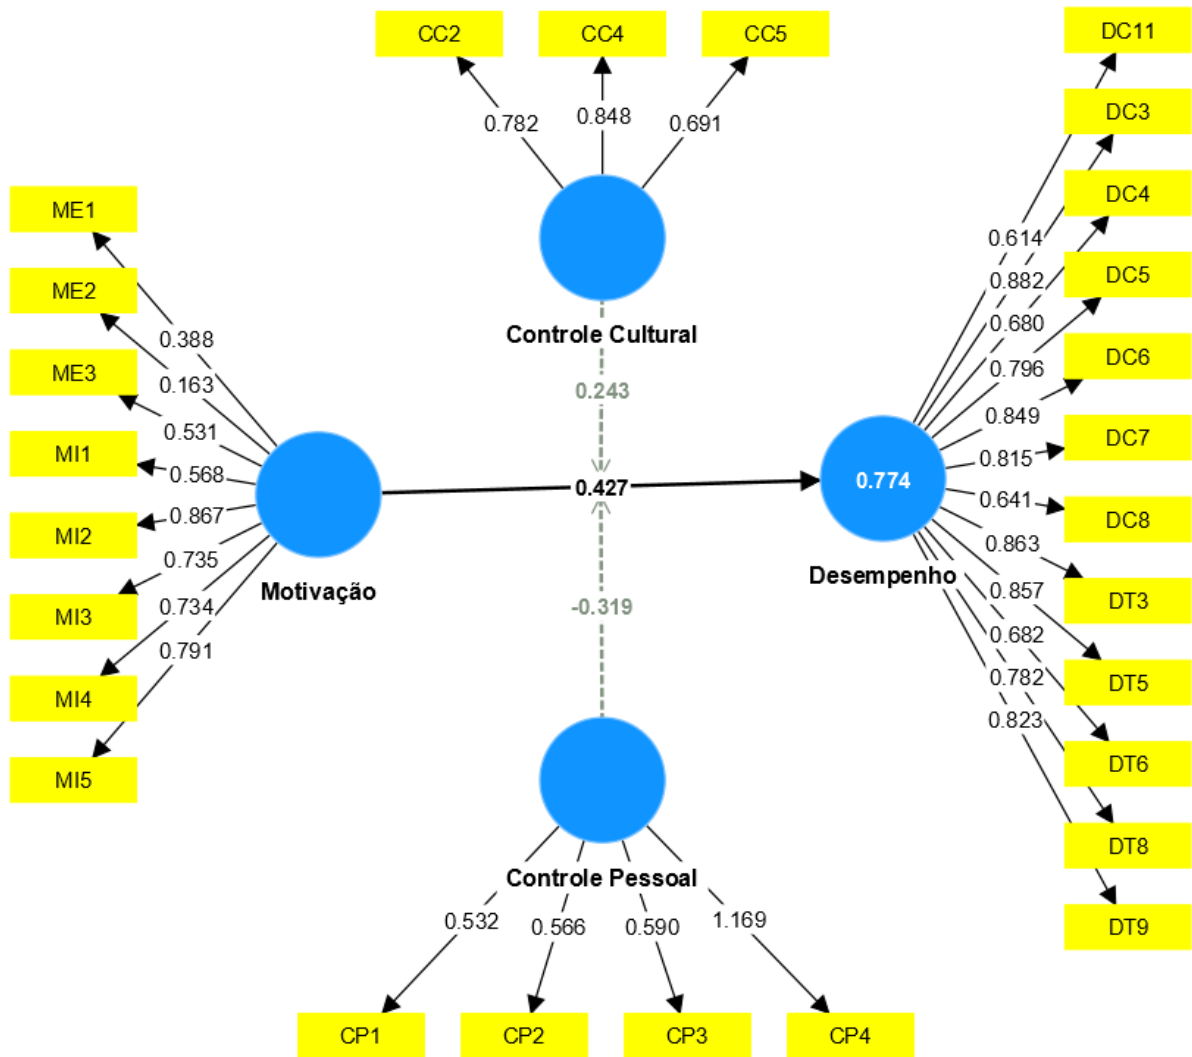 CC2 CC4 CC5
0.782 0.848 0.691
Controle Cultural
0.243
ME1
ME2
ME3
MI1
MI2
MI3
MI4
MI5
0.388
0.163
0.531
0.568
0.867
0.735
0.734
0.791
Motivação
0.427
0.774
Desempenho
0.614
0.882
0.680
0.796
0.849
0.815
0.641
0.863
0.857
0.682
0.782
0.823
DC11
DC3
DC4
DC5
DC6
DC7
DC8
DT3
DT5
DT6
DT8
DT9
-0.319
Controle Pessoal
0.532 0.566 0.590 1.169
CP1 CP2 CP3 CP4